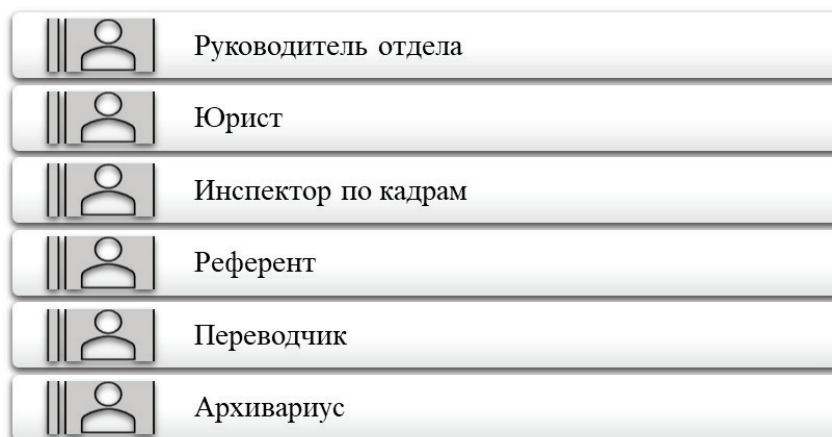 Руководитель отдела
Юрист
Инспектор по кадрам
Референт
Переводчик
Архивариус